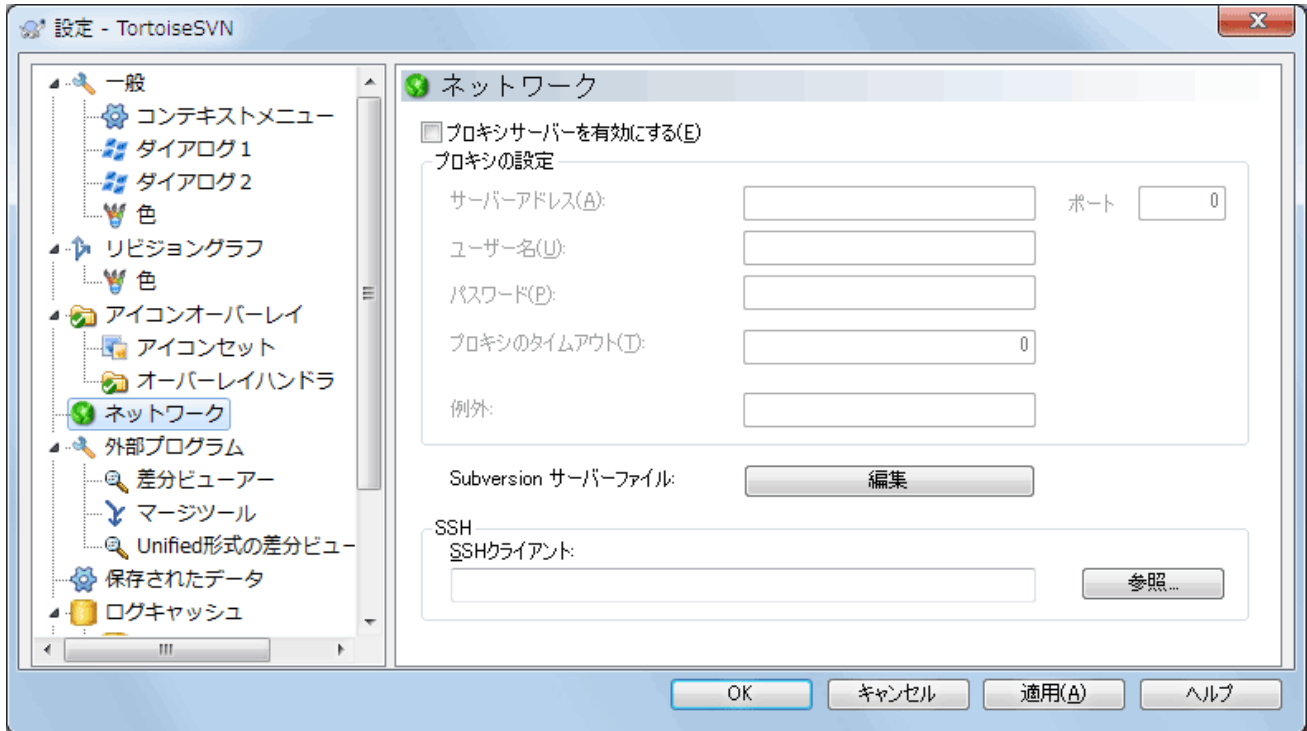 設定 - TortoiseSVN
一般
コンテキストメニュー
ダイアログ1
ダイアログ2
色
リビジョングラフ
色
アイコンオーバーレイ
アイコンセット
オーバーレイハンドラ
ネットワーク
外部プログラム
差分ビューアー
マージツール
Unified形式の差分ビュー
保存されたデータ
ログキャッシュ
ネットワーク
プロキシサーバーを有効にする(E)
プロキシの設定
サーバーアドレス(A):
ポート
0
ユーザー名(U):
パスワード(P):
プロキシのタイムアウト(T):
0
例外:
Subversion サーバーファイル:
編集
SSH
SSHクライアント:
参照...
OK
キャンセル
適用(A)
ヘルプ